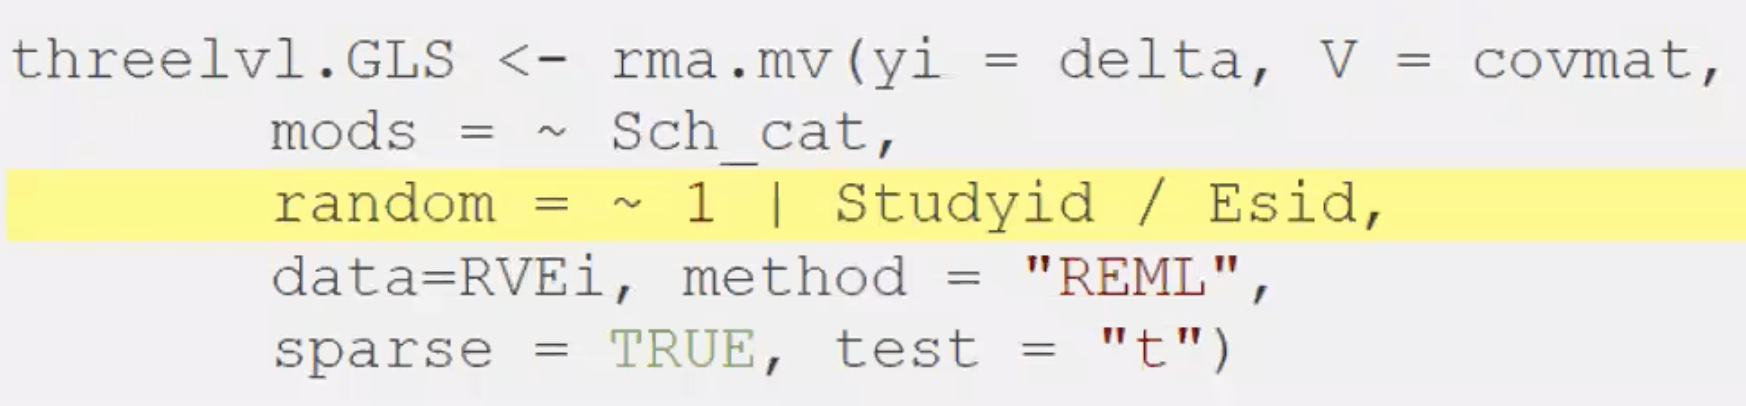 threelvl.GLS <- rma.mv(yi = delta, V = covmat,
mods = ~ Sch_cat,
random = ~ 1 | Studyid / Esid,
data=RVEi, method = "REML",
sparse = TRUE, test = "t")